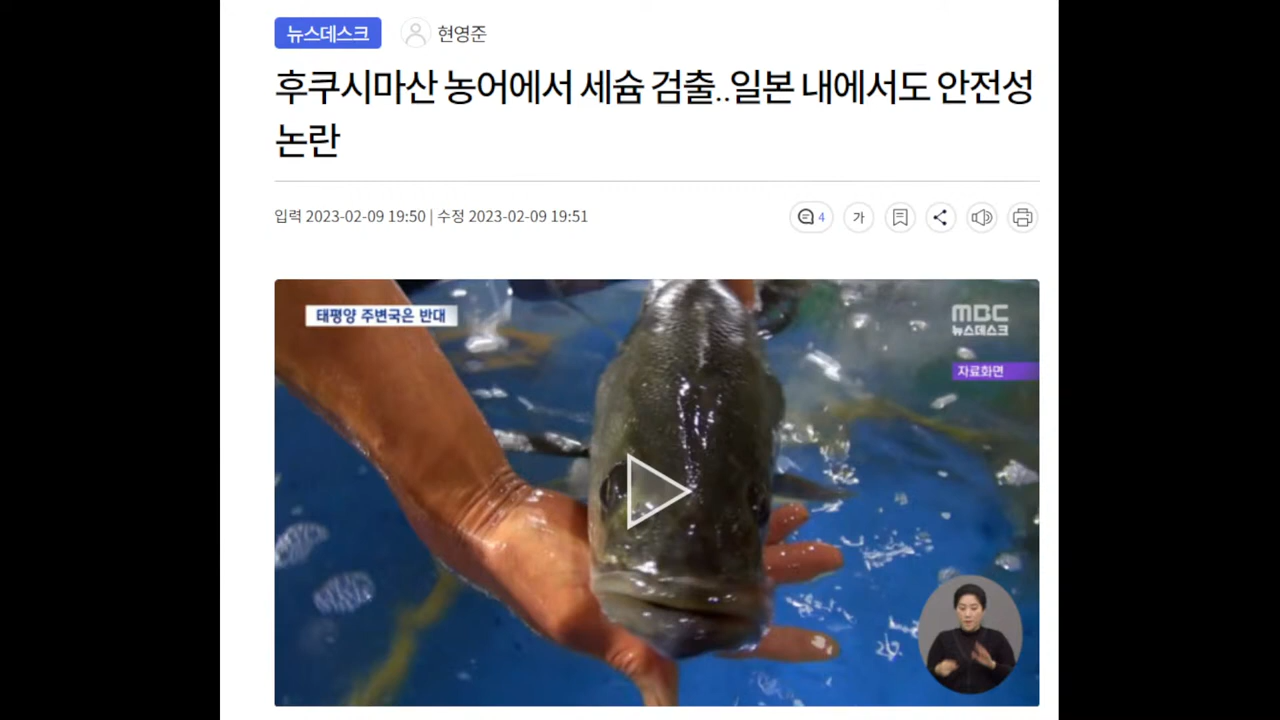 뉴스데스크 현영준
후쿠시마산 농어에서 세슘 검출..일본 내에서도 안전성
논란
입력 2023-02-09 19:50 | 수정 2023-02-09 19:51
4 가
태평양 주변국은 반대
MBC
뉴스데스크
자료화면